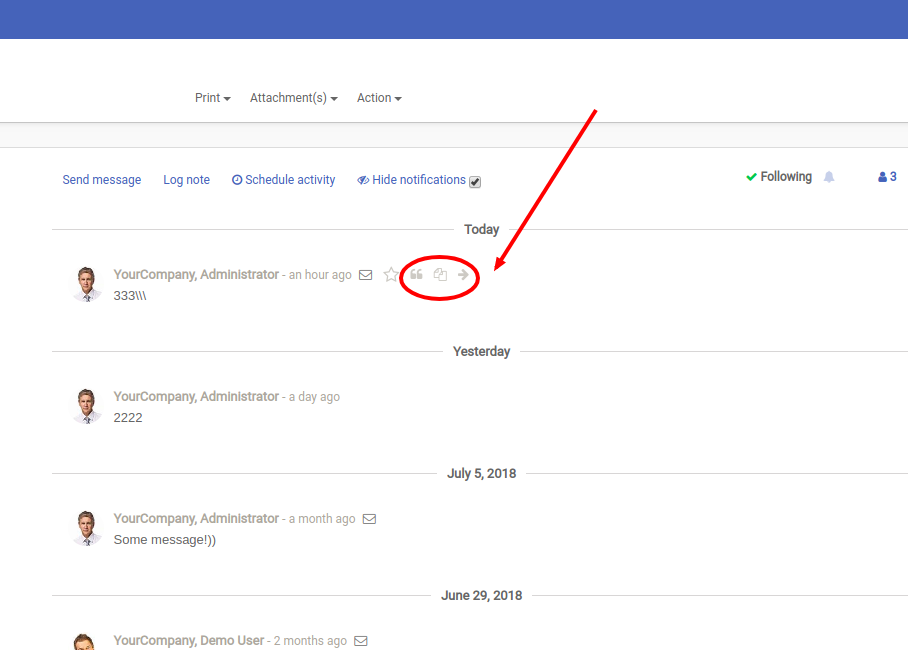 Print Attachment(s) Action
Send message Log note Schedule activity Hide notifications Following 3
Today
YourCompany, Administrator - an hour ago
333\\\
Yesterday
YourCompany, Administrator - a day ago
2222
July 5, 2018
YourCompany, Administrator - a month ago
Some message!))
June 29, 2018
YourCompany, Demo User - 2 months ago